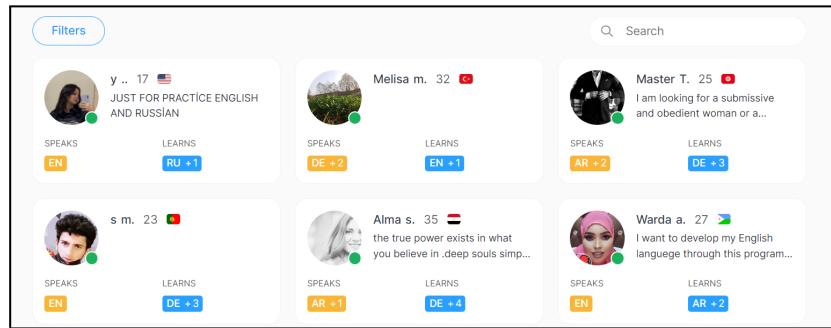 Filters
Search
y .. 17
JUST FOR PRACTİCE ENGLISH
AND RUSSİAN
SPEAKS LEARNS
EN RU +1
Melisa m. 32
SPEAKS LEARNS
DE +2 EN +1
Master T. 25
I am looking for a submissive
and obedient woman or a...
SPEAKS LEARNS
AR +2 DE +3
s m. 23
SPEAKS LEARNS
EN DE +3
Alma s. 35
the true power exists in what
you believe in .deep souls simp...
SPEAKS LEARNS
AR +1 DE +4
Warda a. 27
I want to develop my English
languege through this program...
SPEAKS LEARNS
EN AR +2